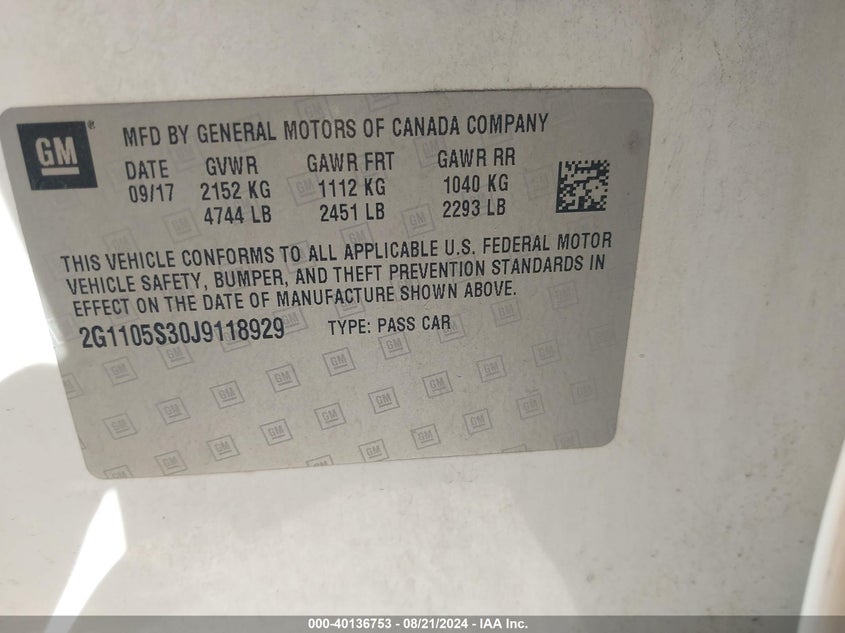 GM
MFD BY GENERAL MOTORS OF CANADA COMPANY
DATE GVWR GAWR FRT GAWR RR
09/17 2152 KG 1112 KG 1040 KG
4744 LB 2451 LB 2293 LB
THIS VEHICLE CONFORMS TO ALL APPLICABLE U.S. FEDERAL MOTOR
VEHICLE SAFETY, BUMPER, AND THEFT PREVENTION STANDARDS IN
EFFECT ON THE DATE OF MANUFACTURE SHOWN ABOVE.
2G1105S30J9118929 TYPE: PASS CAR
000-40136753 - 08/21/2024 - IAA Inc.